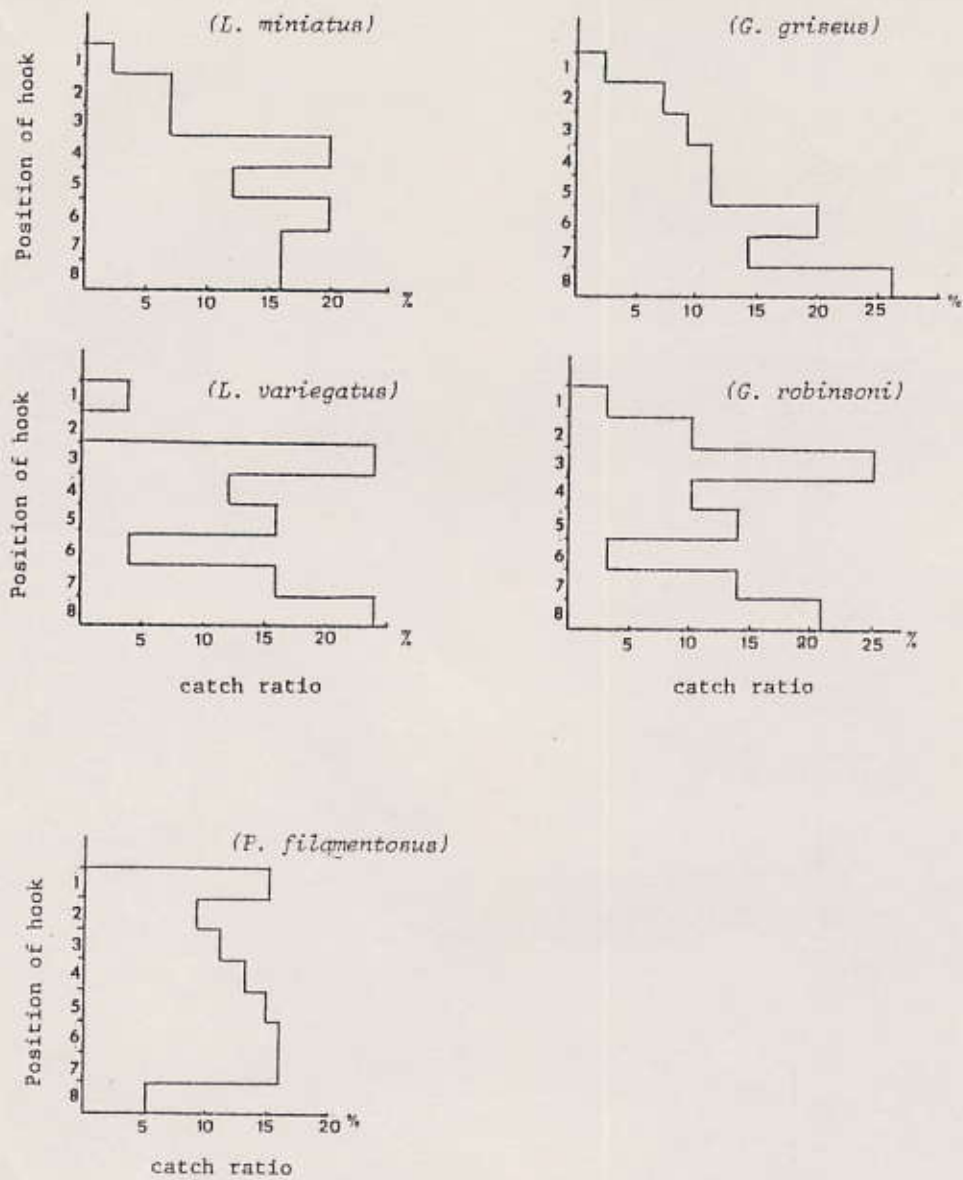 (L. miniatus)
Position of hook
1
2
3
4
5
6
7
8
5 10 15 20 %
(G. griseus)
1
2
3
4
5
6
7
8
5 10 15 20 25 %
(L. variegatus)
Position of hook
1
2
3
4
5
6
7
8
5 10 15 20 %
catch ratio
(G. robinsoni)
1
2
3
4
5
6
7
8
5 10 15 20 25 %
catch ratio
(P. filamentosus)
Position of hook
1
2
3
4
5
6
7
8
5 10 15 20 %
catch ratio